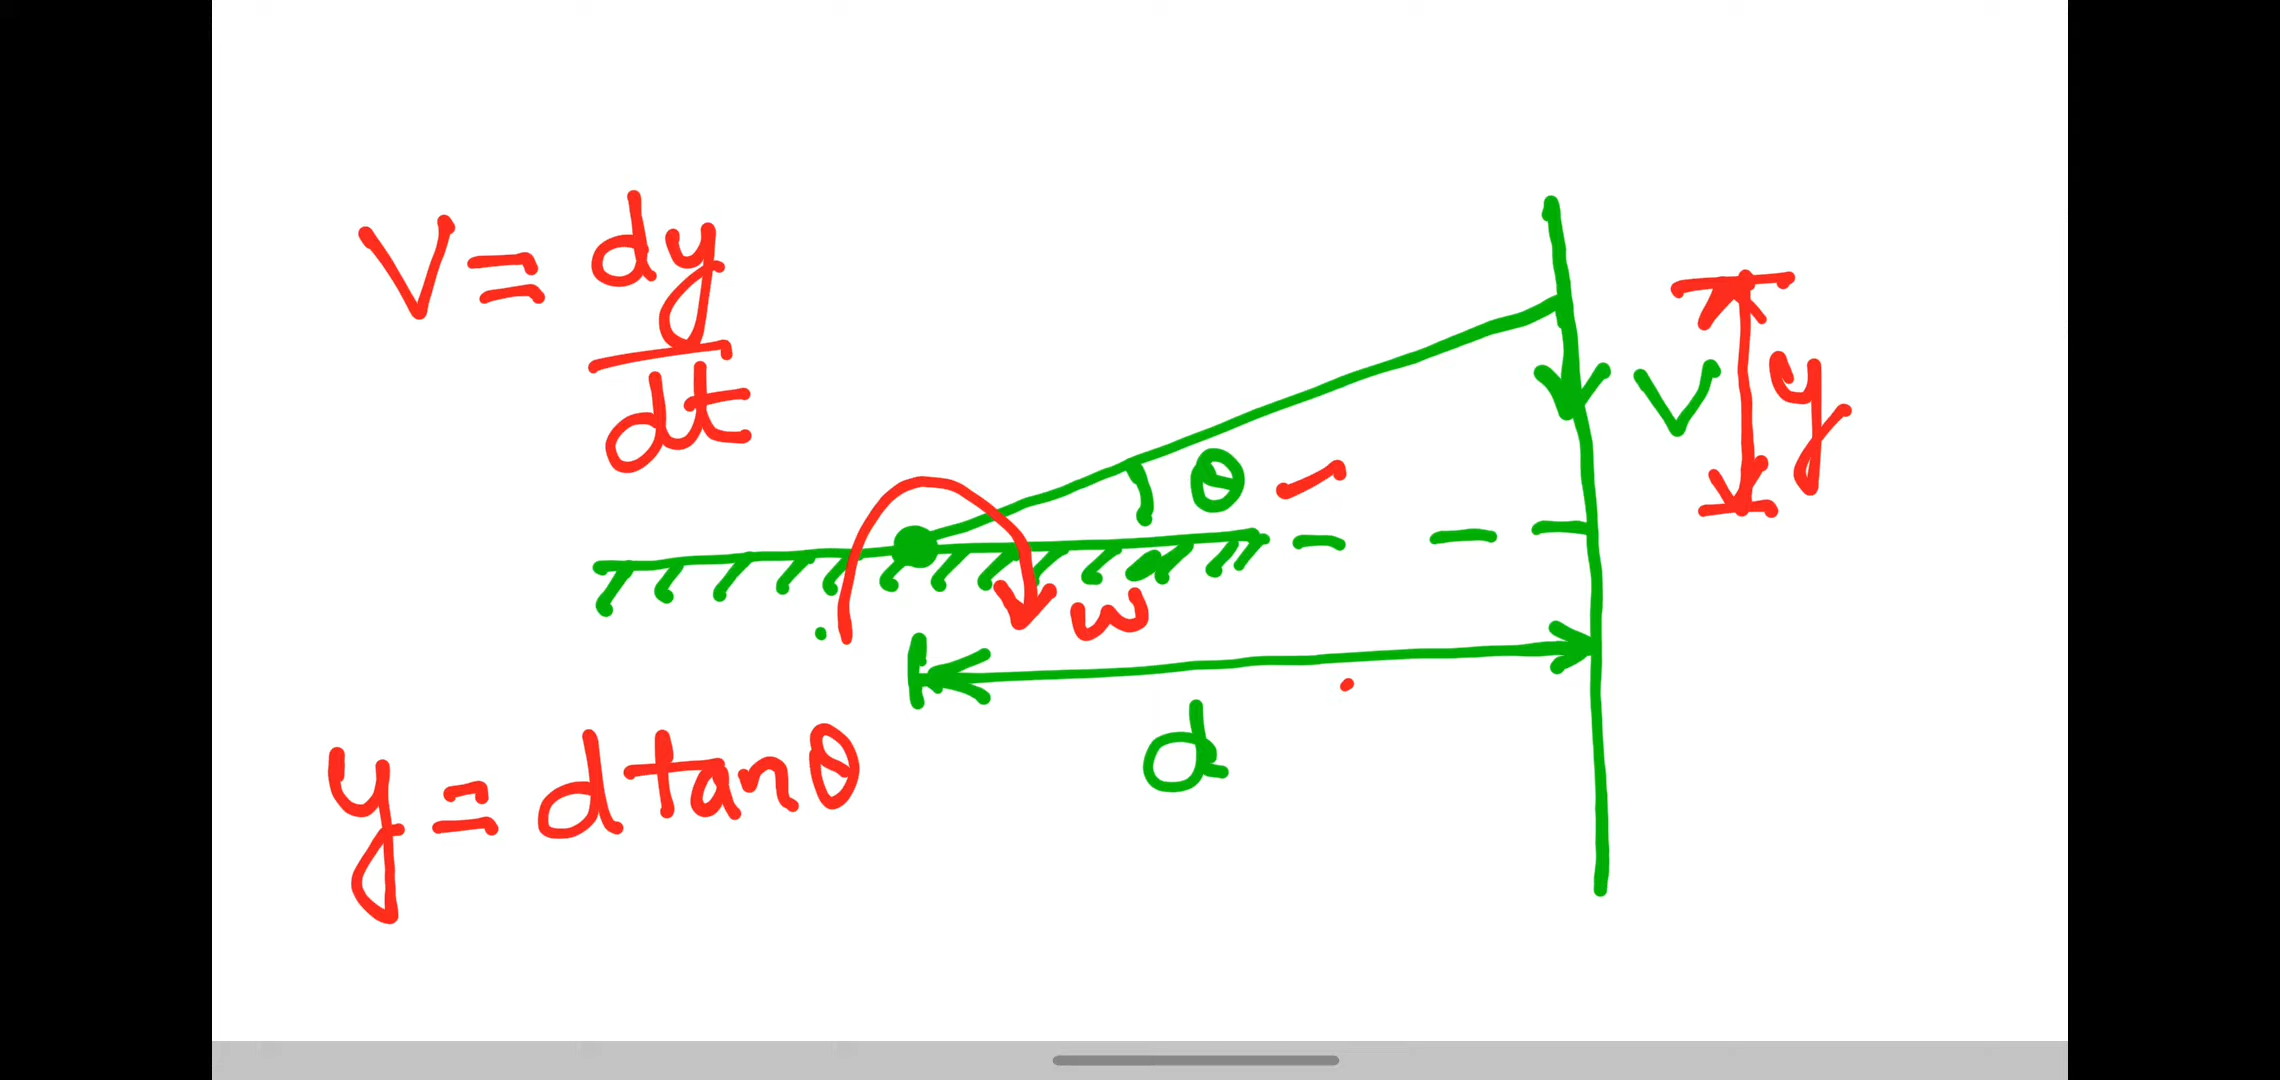 V = dy/dt
V
y
θ
ω
d
y = d tanθ